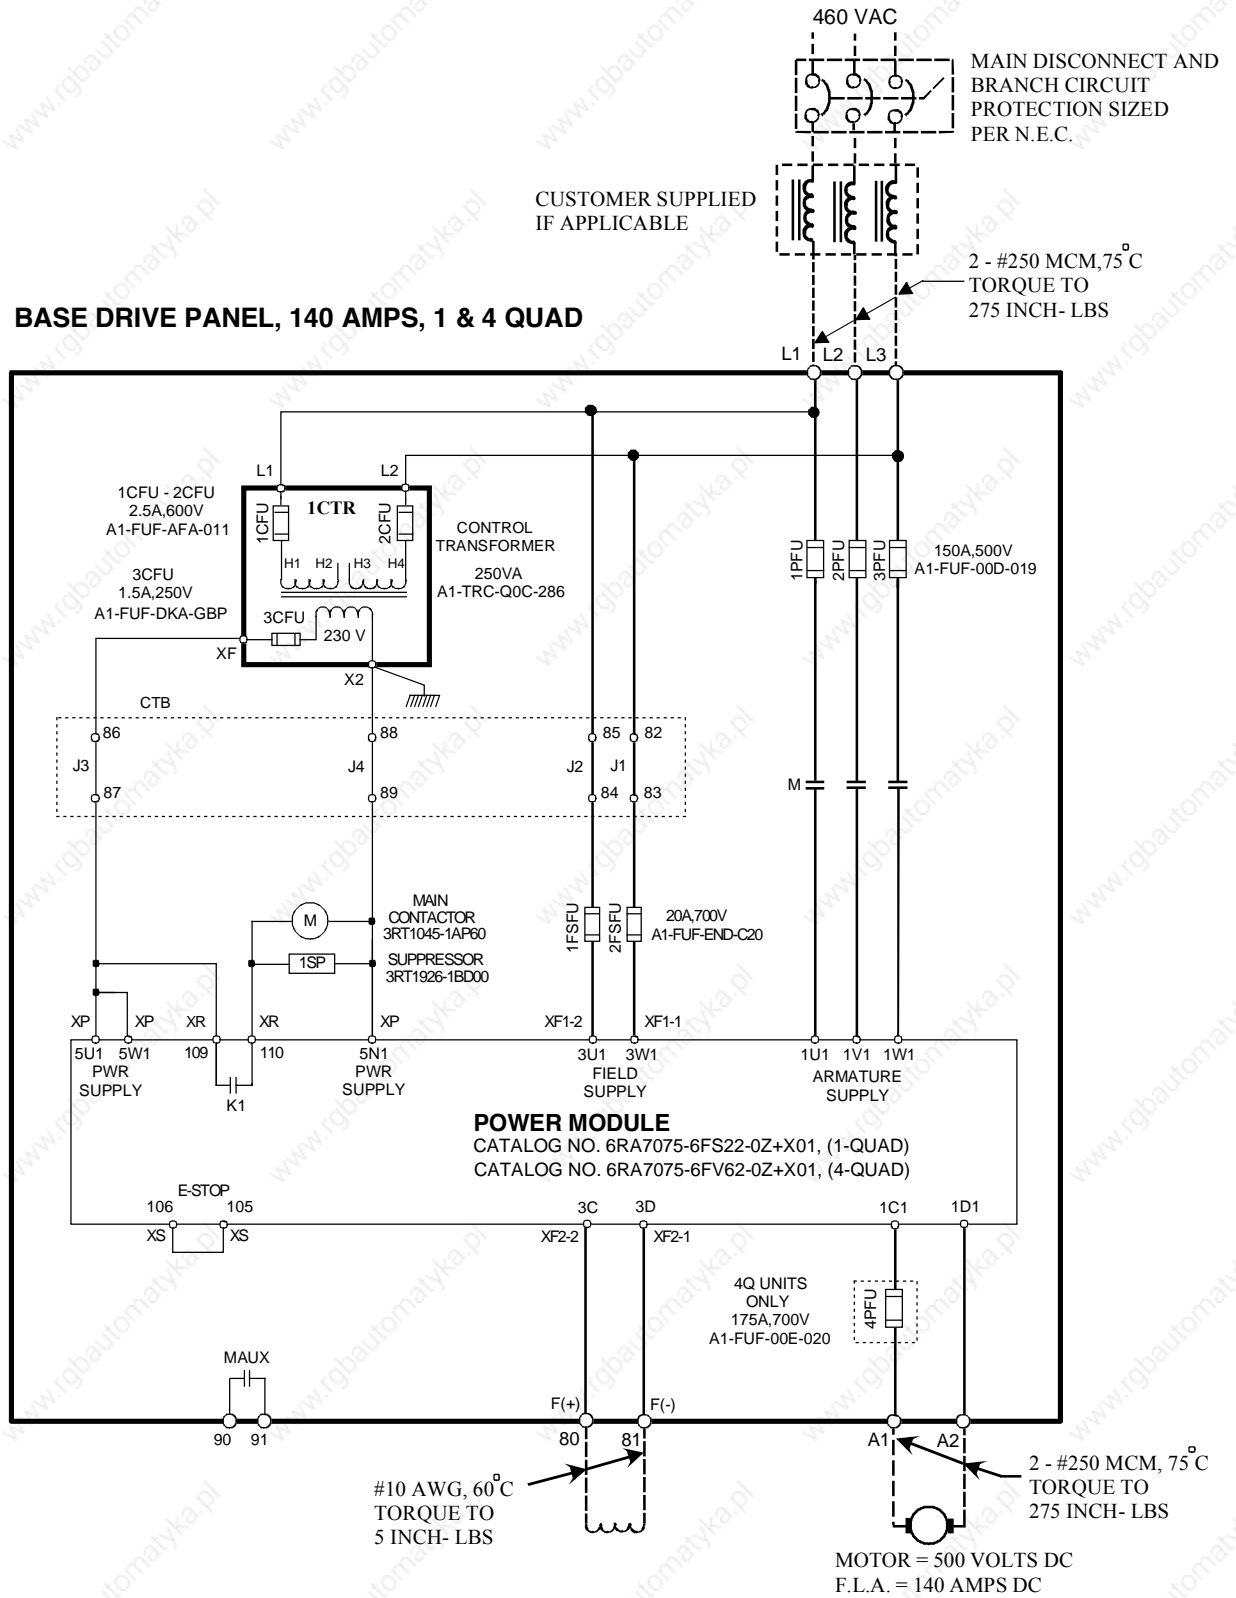 460 VAC
MAIN DISCONNECT AND
BRANCH CIRCUIT
PROTECTION SIZED
PER N.E.C.
CUSTOMER SUPPLIED
IF APPLICABLE
2 - #250 MCM,75°C
TORQUE TO
275 INCH- LBS
BASE DRIVE PANEL, 140 AMPS, 1 & 4 QUAD
L1 L2 L3
L1 L2
1CFU - 2CFU
2.5A,600V
A1-FUF-AFA-011
1CFU
1CTR
2CFU
CONTROL
TRANSFORMER
250VA
A1-TRC-Q0C-286
H1 H2 H3 H4
3CFU
1.5A,250V
A1-FUF-DKA-GBP
3CFU
230 V
XF
X2
1PFU
2PFU
3PFU
150A,500V
A1-FUF-00D-019
CTB
86 88 85 82
J3 J4 J2 J1
87 89 84 83
M
MAIN
CONTACTOR
3RT1045-1AP60
M
1SP
SUPPRESSOR
3RT1926-1BD00
1FSFU
2FSFU
20A,700V
A1-FUF-END-C20
XP XP XR XR XP XF1-2 XF1-1
5U1 5W1 109 110 5N1 3U1 3W1 1U1 1V1 1W1
PWR
SUPPLY
K1
PWR
SUPPLY
FIELD
SUPPLY
ARMATURE
SUPPLY
POWER MODULE
CATALOG NO. 6RA7075-6FS22-0Z+X01, (1-QUAD)
CATALOG NO. 6RA7075-6FV62-0Z+X01, (4-QUAD)
E-STOP
106 105
XS XS
3C 3D 1C1 1D1
XF2-2 XF2-1
4Q UNITS
ONLY
175A,700V
A1-FUF-00E-020
4PFU
MAUX
90 91
F(+) F(-)
80 81
A1 A2
#10 AWG, 60°C
TORQUE TO
5 INCH- LBS
2 - #250 MCM, 75°C
TORQUE TO
275 INCH- LBS
MOTOR = 500 VOLTS DC
F.L.A. = 140 AMPS DC
www.rgbautomatyka.pl